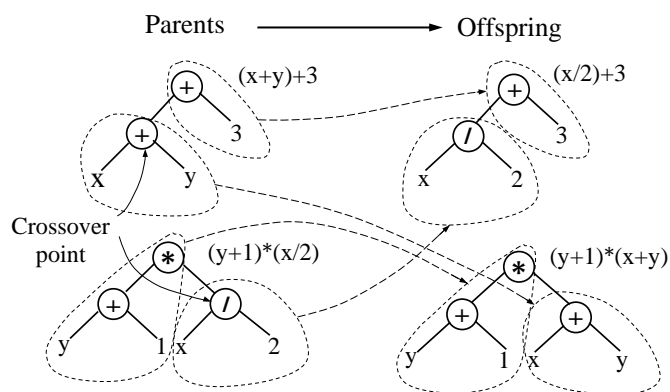 Parents Offspring
(x+y)+3 (x/2)+3
+ +
+ 3 / 3
x y x 2
Crossover
point
* (y+1)*(x/2) * (y+1)*(x+y)
+ / + +
y 1 x 2 y 1 x y